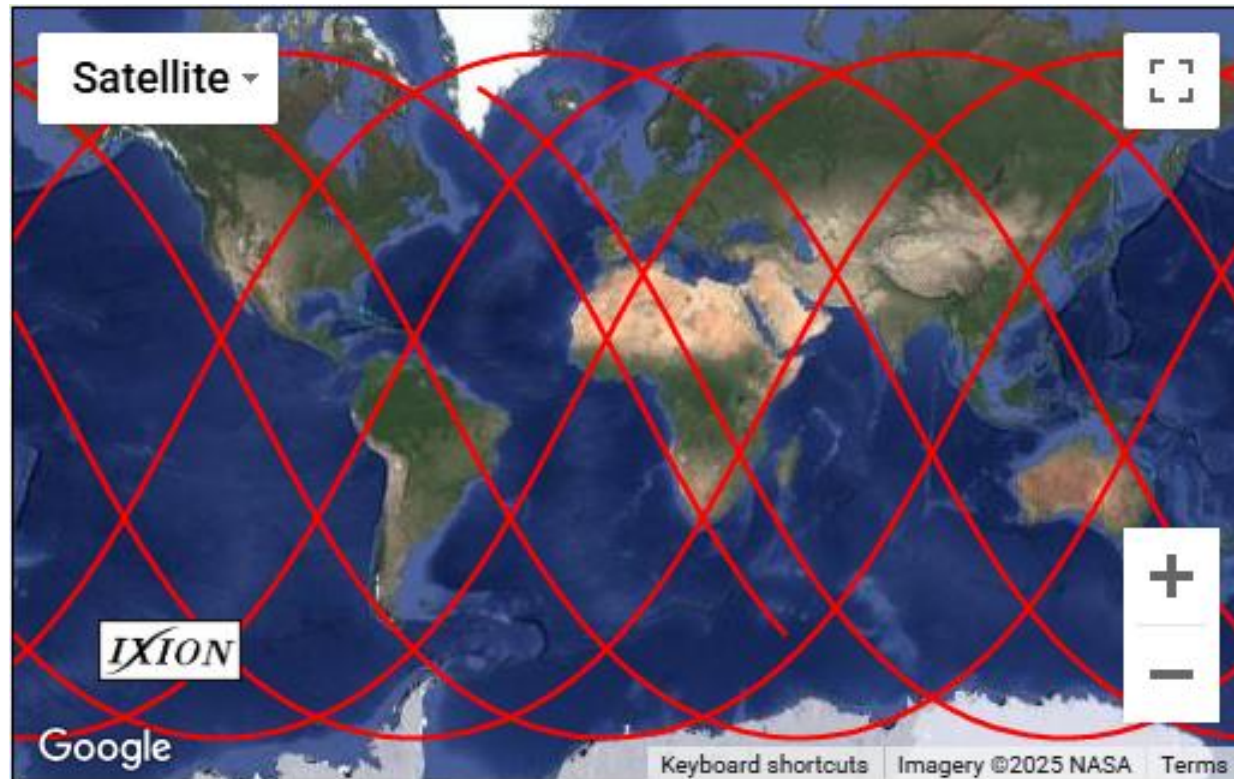 Satellite
IXION
Google
Keyboard shortcuts
Imagery ©2025 NASA
Terms